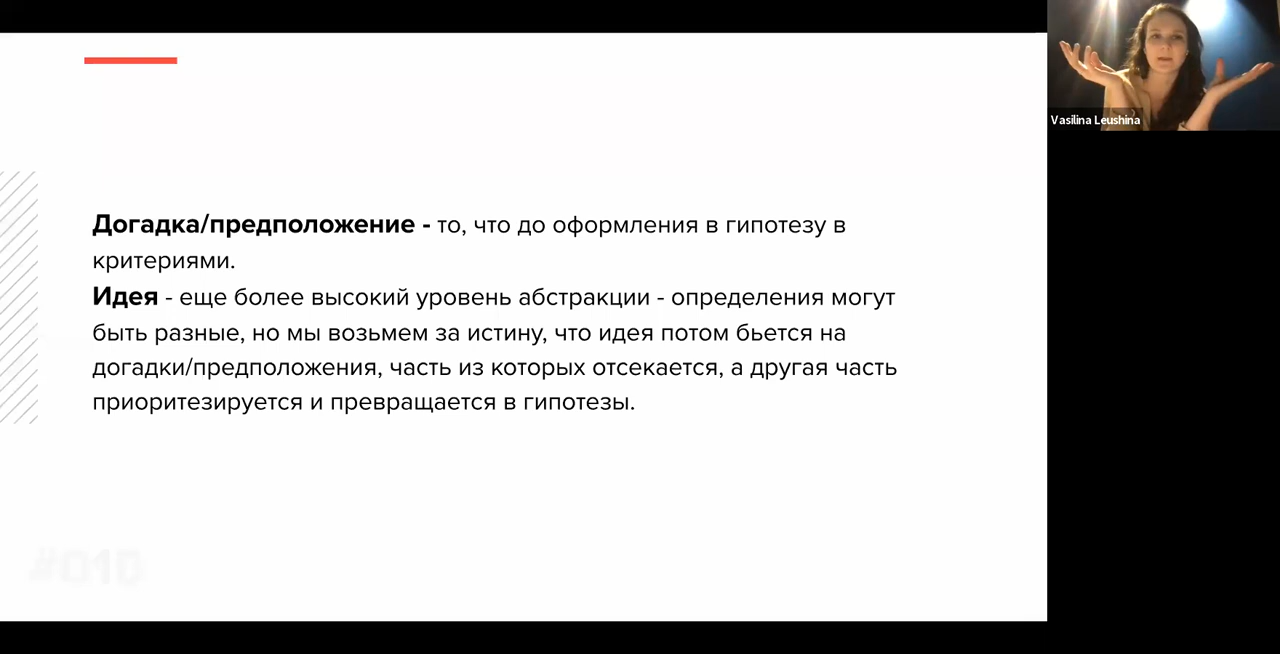 Vasilina Leushina
Догадка/предположение - то, что до оформления в гипотезу в
критериями.
Идея - еще более высокий уровень абстракции - определения могут
быть разные, но мы возьмем за истину, что идея потом бьется на
догадки/предположения, часть из которых отсекается, а другая часть
приоритезируется и превращается в гипотезы.